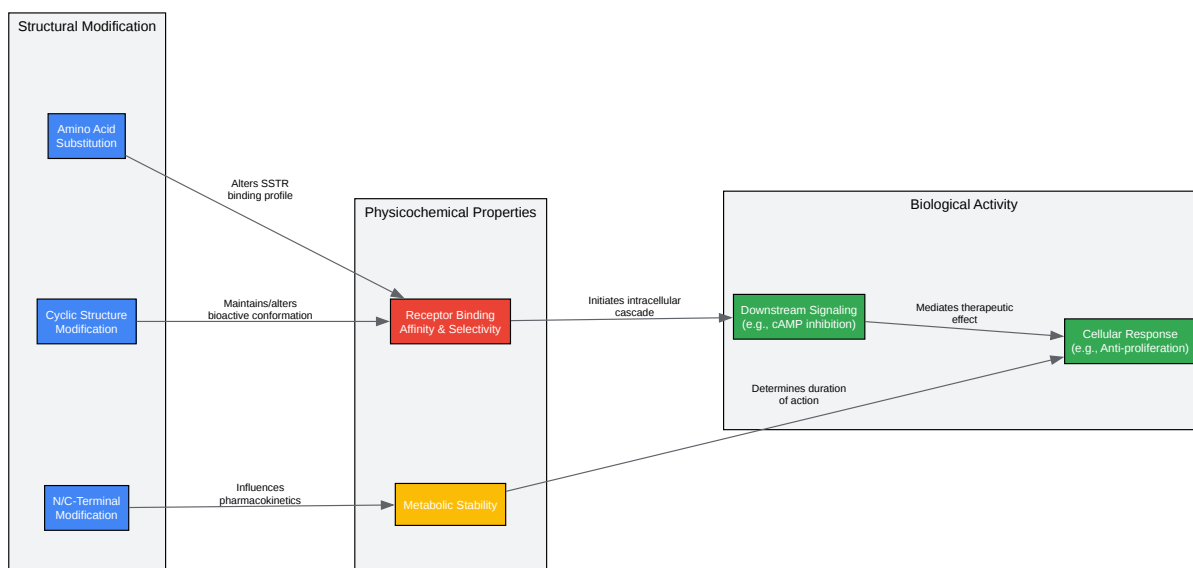 Structural Modification
Amino Acid
Substitution
Alters SSTR
binding profile
Physicochemical Properties
Biological Activity
Cyclic Structure
Modification
Maintains/alters
bioactive conformation
Receptor Binding
Affinity & Selectivity
Initiates intracellular
cascade
Downstream Signaling
(e.g., cAMP inhibition)
Mediates therapeutic
effect
Cellular Response
(e.g., Anti-proliferation)
Determines duration
of action
N/C-Terminal
Modification
Influences
pharmacokinetics
Metabolic Stability